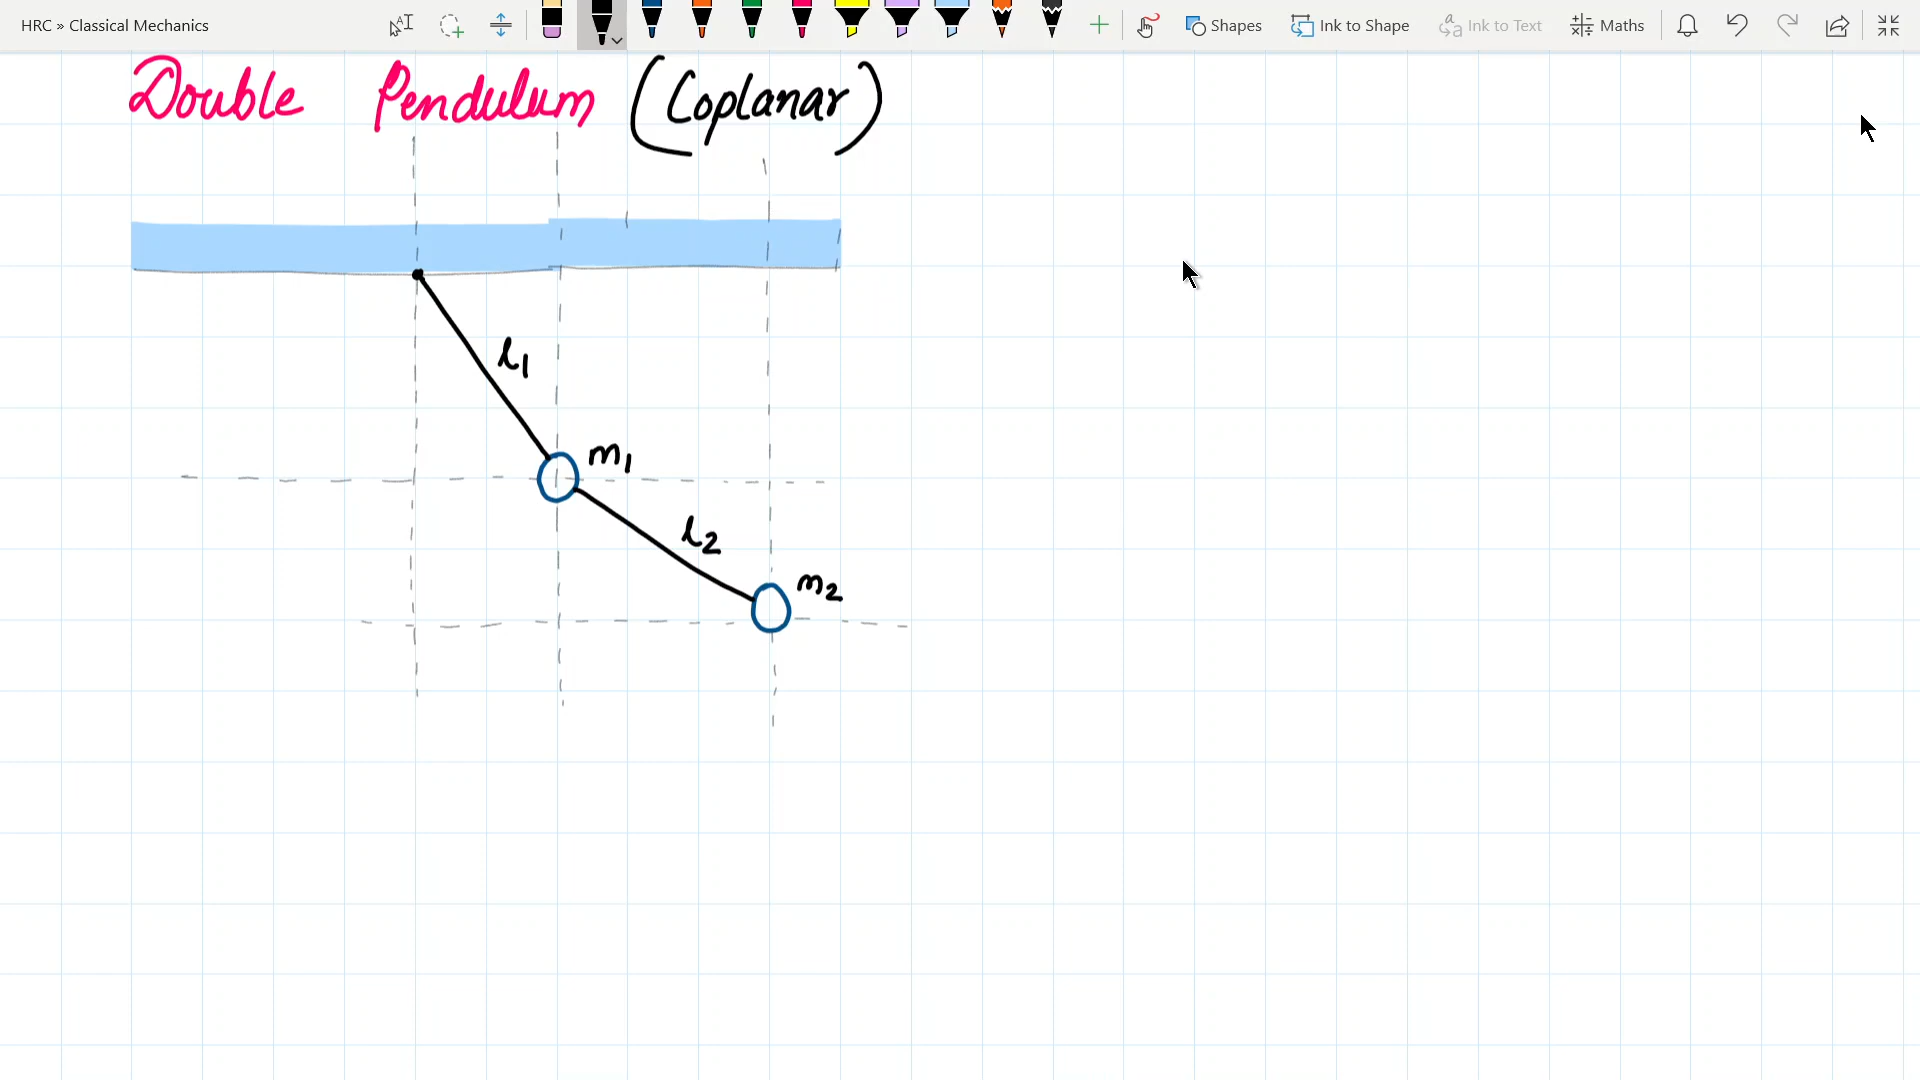 HRC » Classical Mechanics
Shapes
Ink to Shape
Ink to Text
Maths
Double Pendulum (Coplanar)
l₁
m₁
l₂
m₂